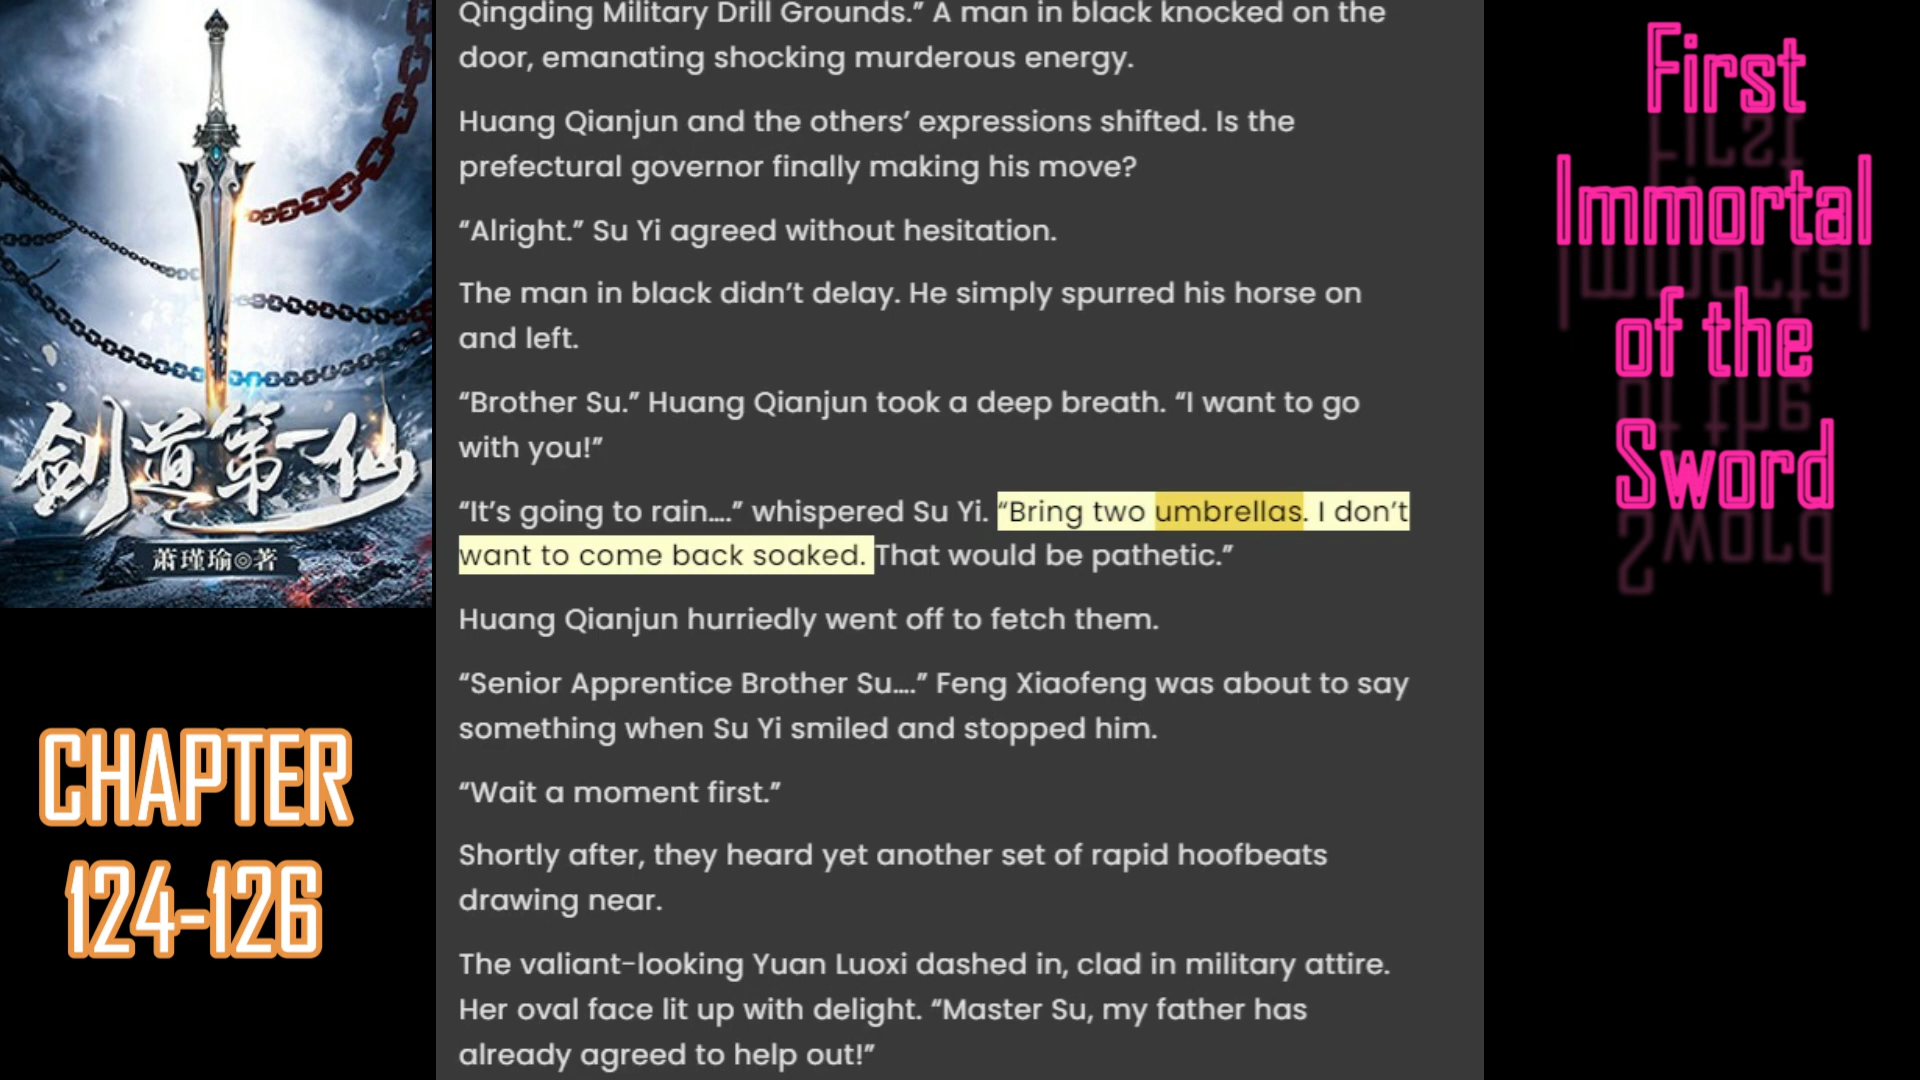 剑道第一仙
萧瑾瑜◎著
CHAPTER
124-126
Qingding Military Drill Grounds.” A man in black knocked on the
door, emanating shocking murderous energy.
Huang Qianjun and the others’ expressions shifted. Is the
prefectural governor finally making his move?
“Alright.” Su Yi agreed without hesitation.
The man in black didn’t delay. He simply spurred his horse on
and left.
“Brother Su.” Huang Qianjun took a deep breath. “I want to go
with you!”
“It’s going to rain....” whispered Su Yi. “Bring two umbrellas. I don’t
want to come back soaked. That would be pathetic.”
Huang Qianjun hurriedly went off to fetch them.
“Senior Apprentice Brother Su....” Feng Xiaofeng was about to say
something when Su Yi smiled and stopped him.
“Wait a moment first.”
Shortly after, they heard yet another set of rapid hoofbeats
drawing near.
The valiant-looking Yuan Luoxi dashed in, clad in military attire.
Her oval face lit up with delight. “Master Su, my father has
already agreed to help out!”
First
Immortal
of the
Sword